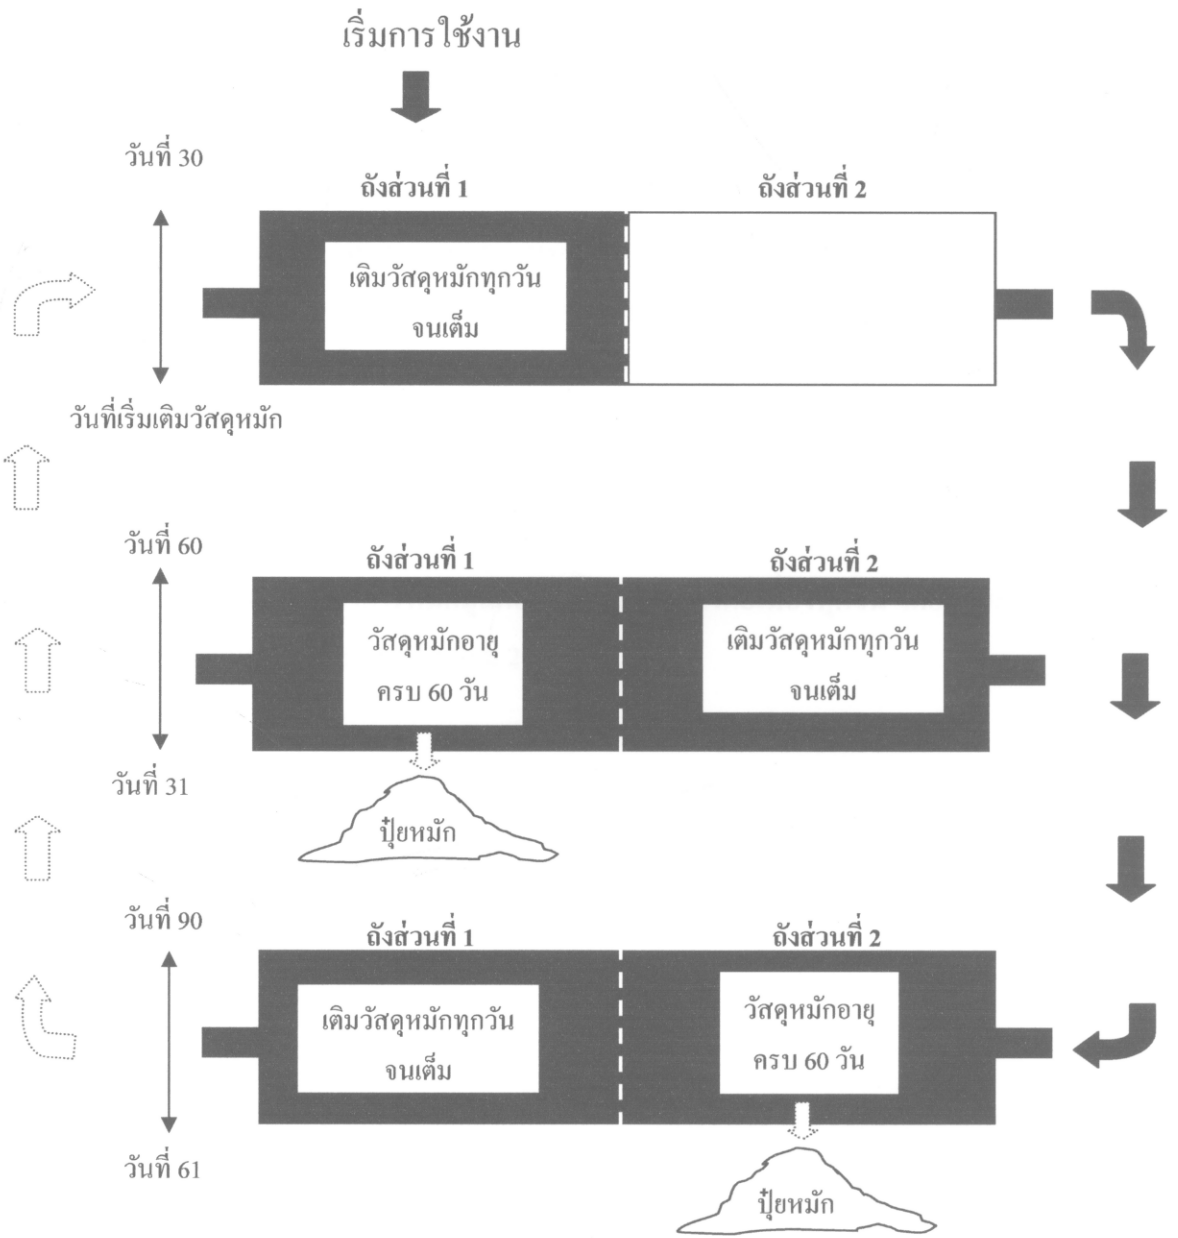 เริ่มการใช้งาน
วันที่ 30
ถังส่วนที่ 1
ถังส่วนที่ 2
เติมวัสดุหมักทุกวัน
จนเต็ม
วันที่เริ่มเติมวัสดุหมัก
วันที่ 60
ถังส่วนที่ 1
ถังส่วนที่ 2
วัสดุหมักอายุ
ครบ 60 วัน
เติมวัสดุหมักทุกวัน
จนเต็ม
วันที่ 31
ปุ๋ยหมัก
วันที่ 90
ถังส่วนที่ 1
ถังส่วนที่ 2
เติมวัสดุหมักทุกวัน
จนเต็ม
วัสดุหมักอายุ
ครบ 60 วัน
วันที่ 61
ปุ๋ยหมัก